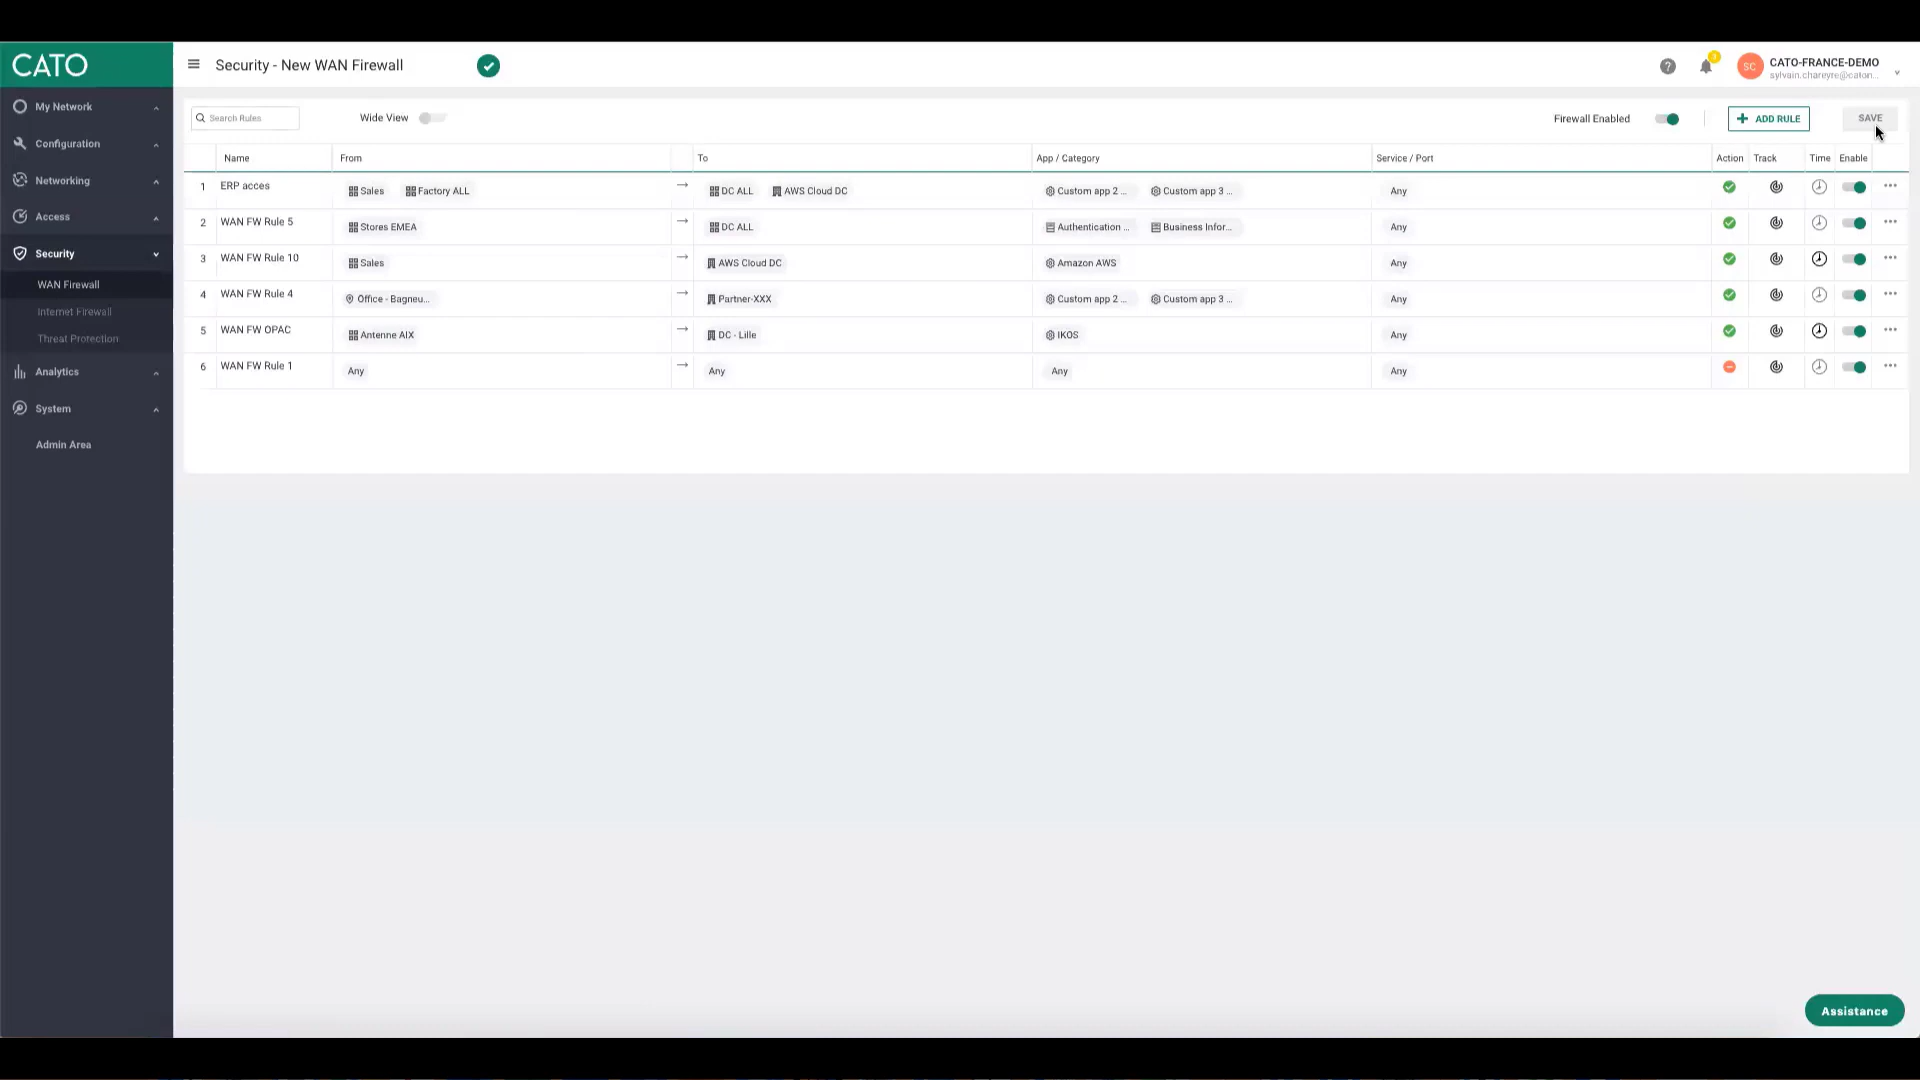 CATO
Security - New WAN Firewall
CATO-FRANCE-DEMO
SC
sylvain.chareyre@caton...
My Network
Configuration
Networking
Access
Security
WAN Firewall
Internet Firewall
Threat Protection
Analytics
System
Admin Area
Search Rules
Wide View
Firewall Enabled
ADD RULE
SAVE
Name From To App / Category Service / Port Action Track Time Enable
1 ERP acces Sales Factory ALL → DC ALL AWS Cloud DC Custom app 2 ... Custom app 3 ... Any
2 WAN FW Rule 5 Stores EMEA → DC ALL Authentication ... Business Infor... Any
3 WAN FW Rule 10 Sales → AWS Cloud DC Amazon AWS Any
4 WAN FW Rule 4 Office - Bagneu... → Partner-XXX Custom app 2 ... Custom app 3 ... Any
5 WAN FW OPAC Antenne AIX → DC - Lille IKOS Any
6 WAN FW Rule 1 Any → Any Any Any
Assistance